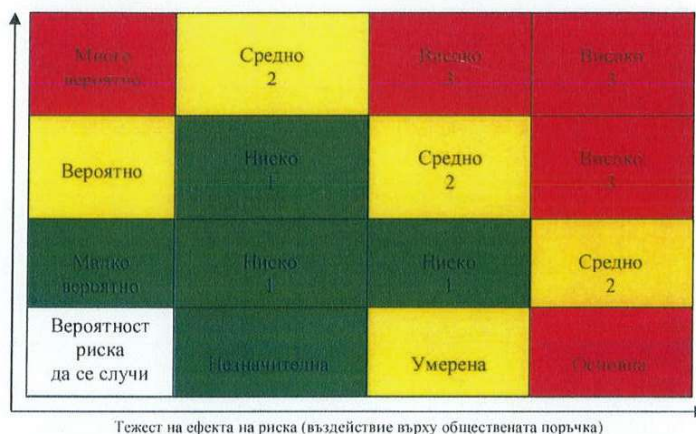 Много
вероятно
Средно
2
Високо
3
Високо
3
Вероятно
Ниско
1
Средно
2
Високо
3
Малко
вероятно
Ниско
1
Ниско
1
Средно
2
Вероятност
риска
да се случи
Незначителна
Умерена
Основна
Тежест на ефекта на риска (въздействие върху обществената поръчка)